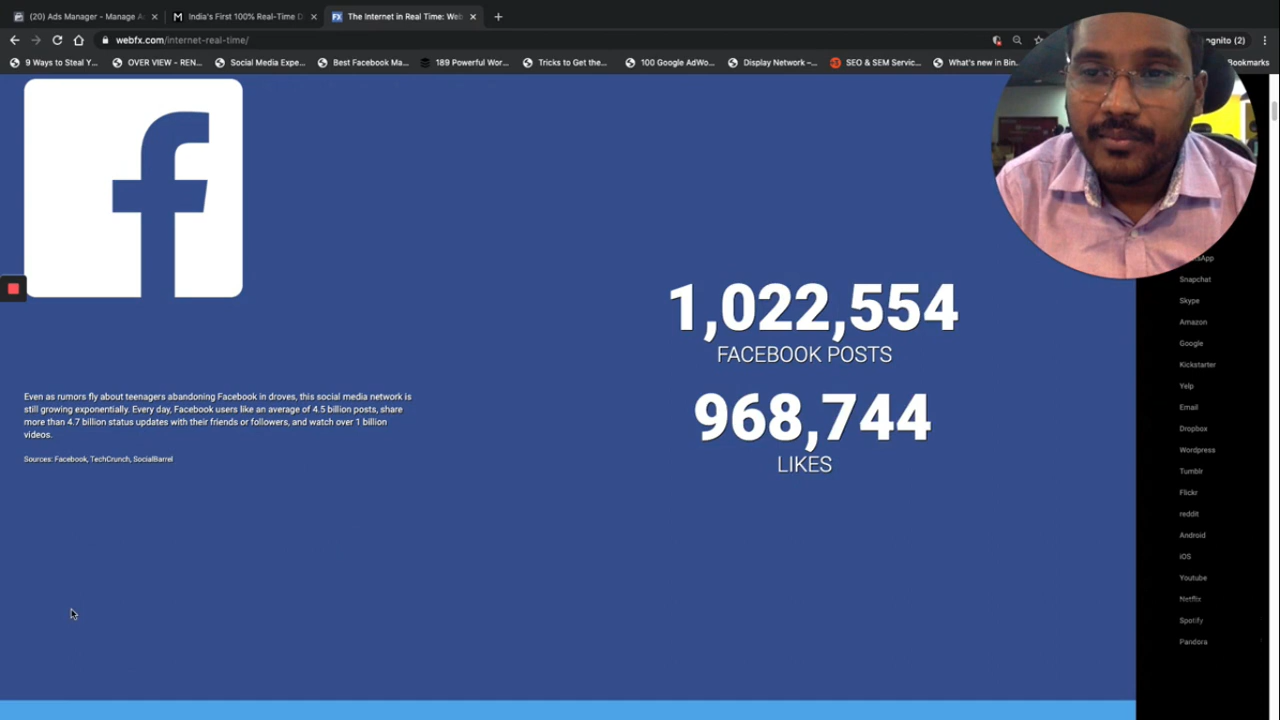 (20) Ads Manager - Manage Ad
India's First 100% Real-Time D
The Internet in Real Time: Web
webfx.com/internet-real-time/
ognito (2)
9 Ways to Steal Y...
OVER VIEW - REN...
Social Media Expe...
Best Facebook Ma...
189 Powerful Wor...
Tricks to Get the...
100 Google AdWo...
Display Network –...
SEO & SEM Servic...
What's new in Bin...
Bookmarks
1,022,554
FACEBOOK POSTS
968,744
LIKES
Even as rumors fly about teenagers abandoning Facebook in droves, this social media network is
still growing exponentially. Every day, Facebook users like an average of 4.5 billion posts, share
more than 4.7 billion status updates with their friends or followers, and watch over 1 billion
videos.
Sources: Facebook, TechCrunch, SocialBarrel
sApp
Snapchat
Skype
Amazon
Google
Kickstarter
Yelp
Email
Dropbox
Wordpress
Tumblr
Flickr
reddit
Android
iOS
Youtube
Netflix
Spotify
Pandora